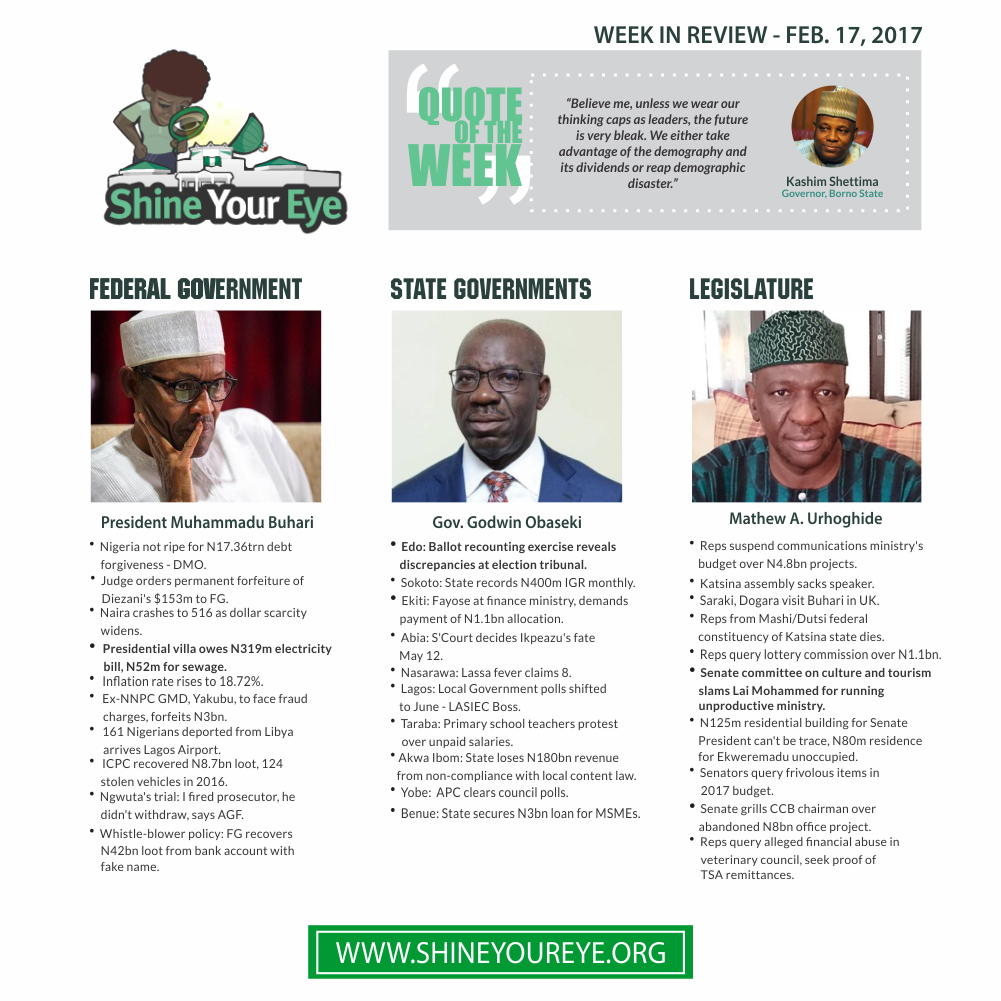 WEEK IN REVIEW - FEB. 17, 2017
Shine Your Eye
QUOTE
OF THE
WEEK
“Believe me, unless we wear our
thinking caps as leaders, the future
is very bleak. We either take
advantage of the demography and
its dividends or reap demographic
disaster.”
Kashim Shettima
Governor, Borno State
FEDERAL GOVERNMENT
President Muhammadu Buhari
• Nigeria not ripe for N17.36trn debt
forgiveness - DMO.
• Judge orders permanent forfeiture of
Diezani's $153m to FG.
• Naira crashes to 516 as dollar scarcity
widens.
• Presidential villa owes N319m electricity
bill, N52m for sewage.
• Inflation rate rises to 18.72%.
• Ex-NNPC GMD, Yakubu, to face fraud
charges, forfeits N3bn.
• 161 Nigerians deported from Libya
arrives Lagos Airport.
• ICPC recovered N8.7bn loot, 124
stolen vehicles in 2016.
• Ngwuta's trial: I fired prosecutor, he
didn't withdraw, says AGF.
• Whistle-blower policy: FG recovers
N42bn loot from bank account with
fake name.
STATE GOVERNMENTS
Gov. Godwin Obaseki
• Edo: Ballot recounting exercise reveals
discrepancies at election tribunal.
• Sokoto: State records N400m IGR monthly.
• Ekiti: Fayose at finance ministry, demands
payment of N1.1bn allocation.
• Abia: S'Court decides Ikpeazu's fate
May 12.
• Nasarawa: Lassa fever claims 8.
• Lagos: Local Government polls shifted
to June - LASIEC Boss.
• Taraba: Primary school teachers protest
over unpaid salaries.
• Akwa Ibom: State loses N180bn revenue
from non-compliance with local content law.
• Yobe: APC clears council polls.
• Benue: State secures N3bn loan for MSMEs.
LEGISLATURE
Mathew A. Urhoghide
• Reps suspend communications ministry's
budget over N4.8bn projects.
• Katsina assembly sacks speaker.
• Saraki, Dogara visit Buhari in UK.
• Reps from Mashi/Dutsi federal
constituency of Katsina state dies.
• Reps query lottery commission over N1.1bn.
• Senate committee on culture and tourism
slams Lai Mohammed for running
unproductive ministry.
• N125m residential building for Senate
President can't be trace, N80m residence
for Ekweremadu unoccupied.
• Senators query frivolous items in
2017 budget.
• Senate grills CCB chairman over
abandoned N8bn office project.
• Reps query alleged financial abuse in
veterinary council, seek proof of
TSA remittances.
WWW.SHINEYOUREYE.ORG